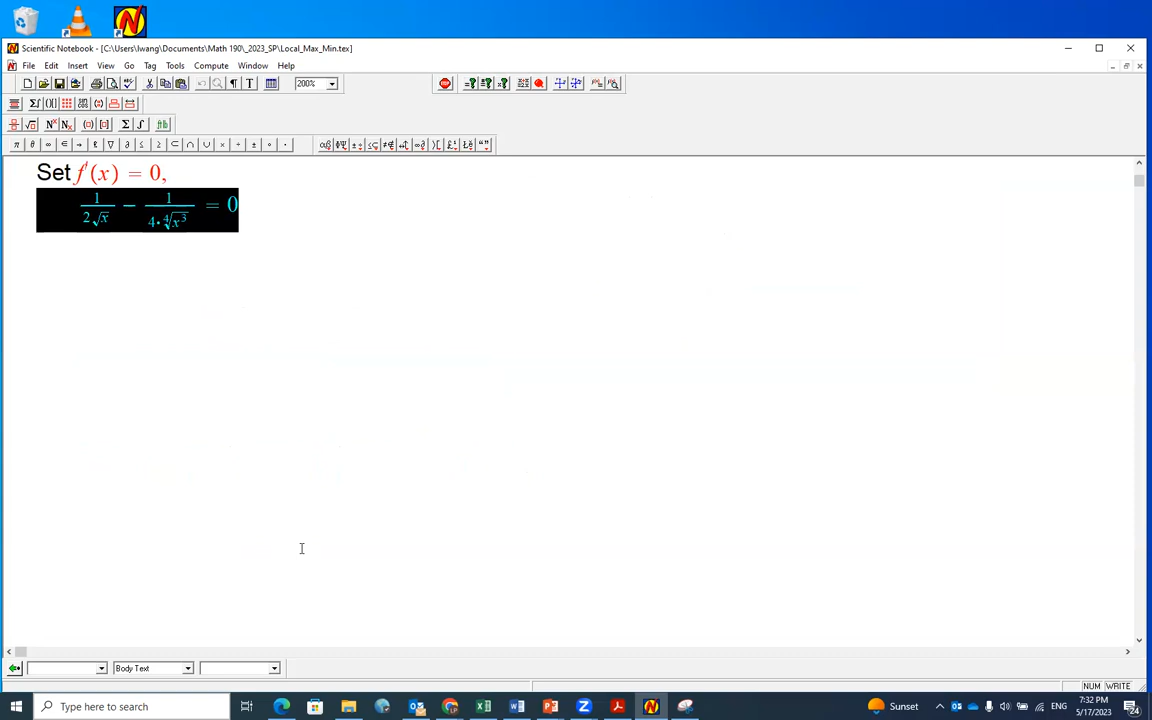 Scientific Notebook - [C:\Users\lwang\Documents\Math 190\_2023_SP\Local_Max_Min.tex]
File Edit Insert View Go Tag Tools Compute Window Help
200%
Set f'(x) = 0,
1/(2√x) − 1/(4·∜x³) = 0
Body Text
NUM WRITE
Type here to search
Sunset
ENG
7:32 PM
5/17/2023
24